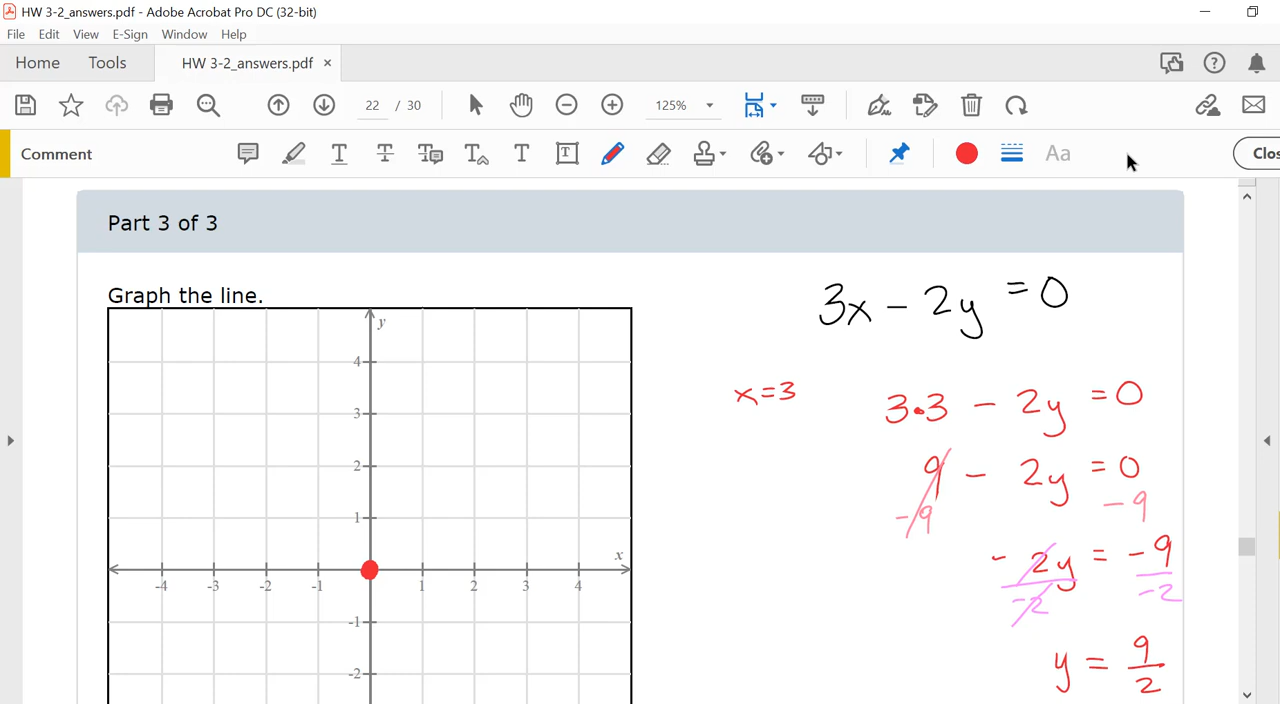 HW 3-2_answers.pdf - Adobe Acrobat Pro DC (32-bit)
File Edit View E-Sign Window Help
Home Tools HW 3-2_answers.pdf ×
22 / 30 125%
Comment Aa Clos
Part 3 of 3
Graph the line.
3x - 2y = 0
x = 3 3·3 - 2y = 0
9 - 2y = 0
-9 -9
-2y = -9
-2 -2
y = 9/2
y
4
3
2
1
x
-4 -3 -2 -1 1 2 3 4
-1
-2